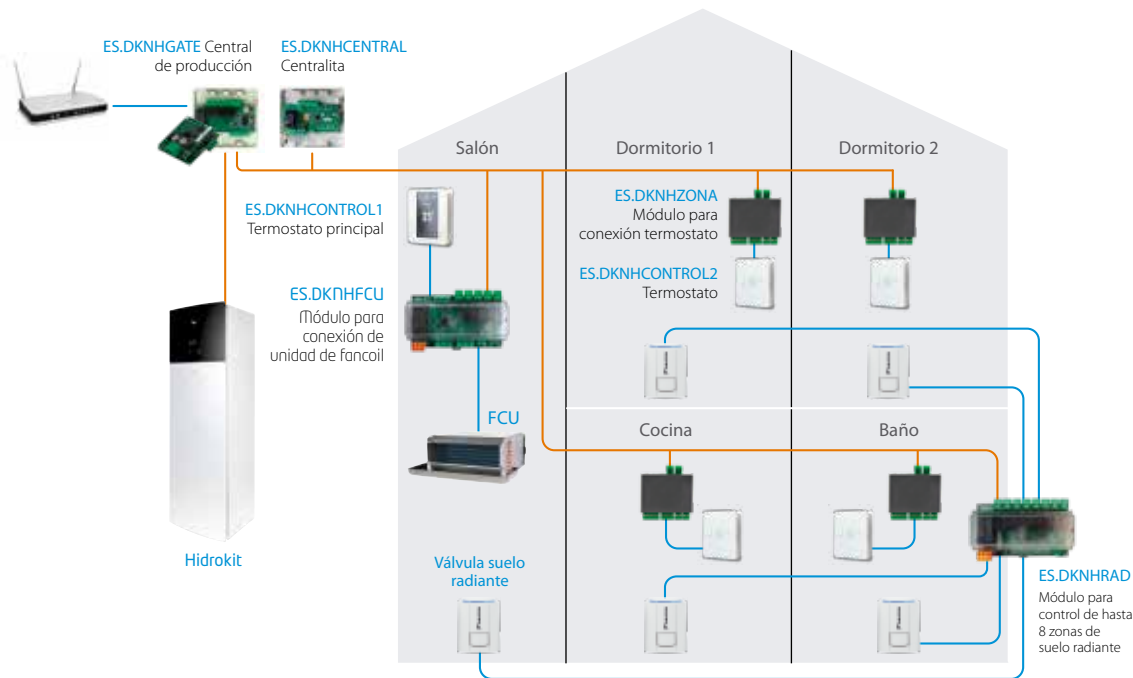 ES.DKNHGATE Central
de producción
ES.DKNHCENTRAL
Centralita
Salón
Dormitorio 1
Dormitorio 2
ES.DKNHCONTROL1
Termostato principal
ES.DKNHZONA
Módulo para
conexión termostato
ES.DKNHCONTROL2
Termostato
ES.DKNHFCU
Módulo para
conexión de
unidad de fancoil
FCU
Cocina
Baño
Hidrokit
Válvula suelo
radiante
ES.DKNHRAD
Módulo para
control de hasta
8 zonas de
suelo radiante